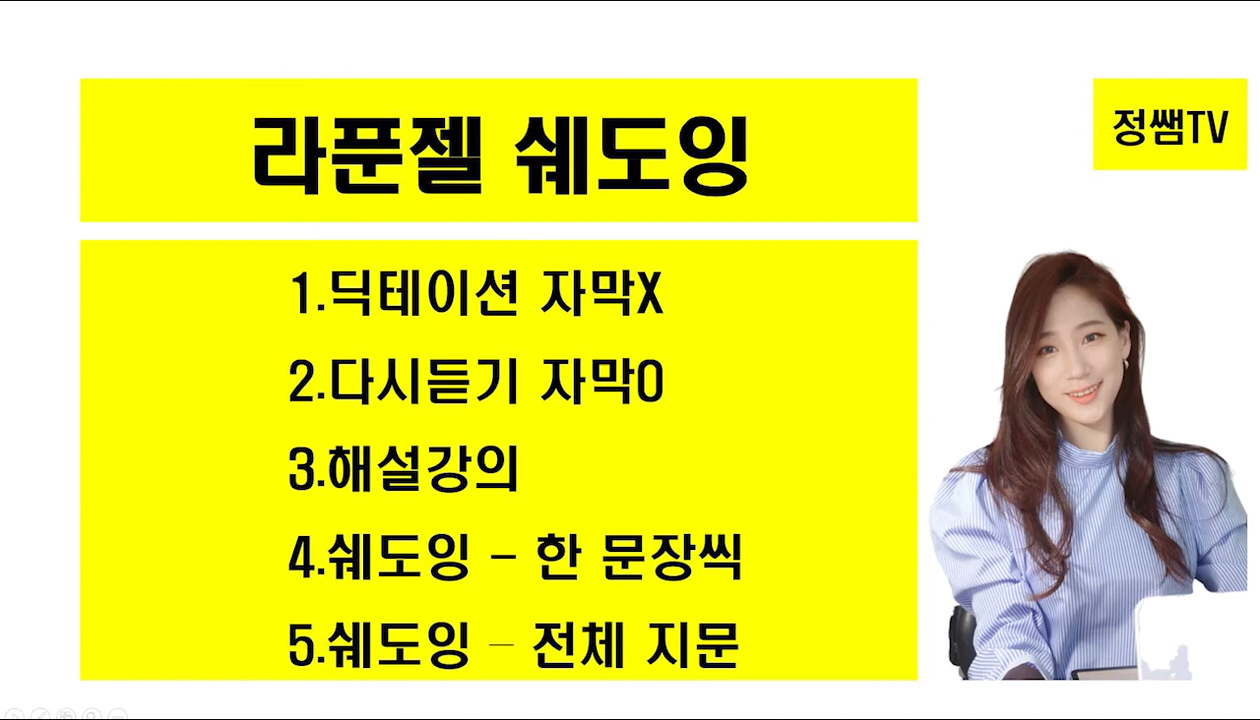 라푼젤 쉐도잉
정쌤TV
1.딕테이션 자막X
2.다시듣기 자막O
3.해설강의
4.쉐도잉 - 한 문장씩
5.쉐도잉 - 전체 지문